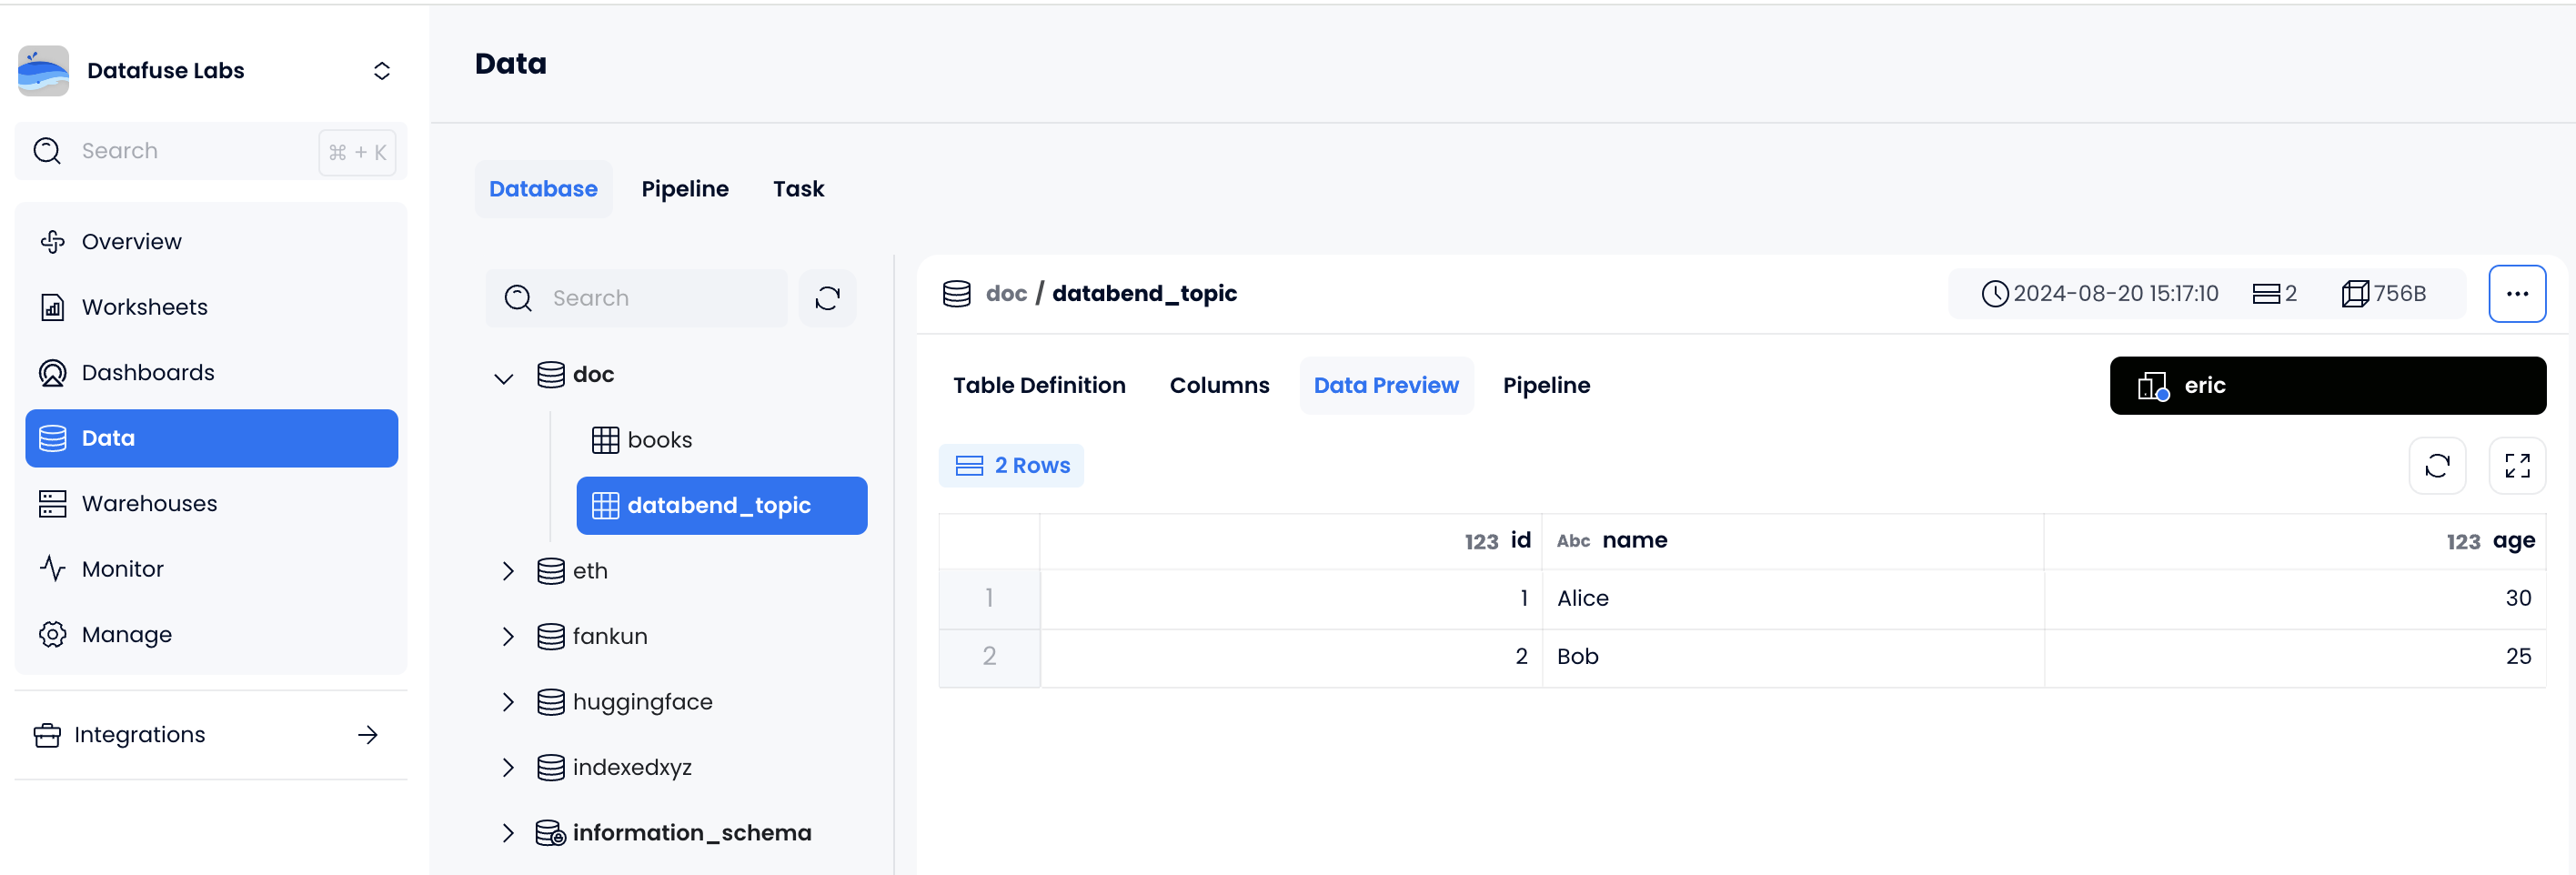 Datafuse Labs
Search ⌘ + K
Overview
Worksheets
Dashboards
Data
Warehouses
Monitor
Manage
Integrations
Data
Database Pipeline Task
Search
doc
books
databend_topic
eth
fankun
huggingface
indexedxyz
information_schema
doc / databend_topic 2024-08-20 15:17:10 2 756B ...
Table Definition Columns Data Preview Pipeline eric
2 Rows
123 id Abc name 123 age
1 1 Alice 30
2 2 Bob 25